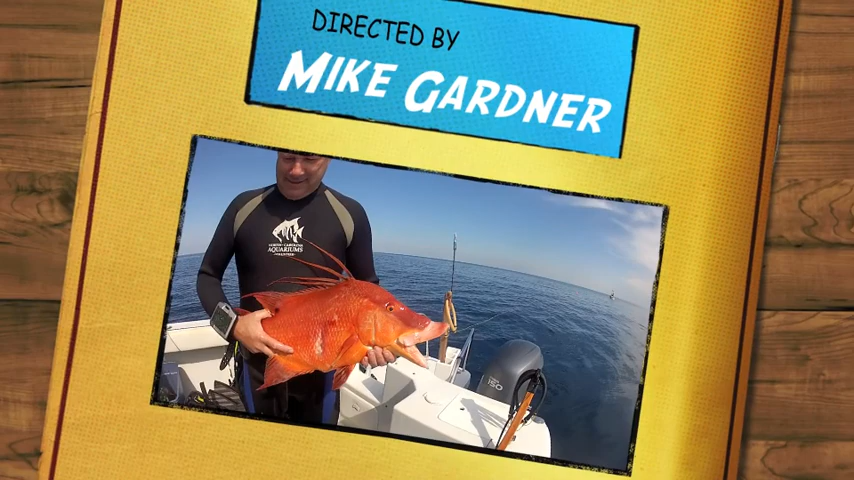 DIRECTED BY
MIKE GARDNER
NORTH CAROLINA
AQUARIUMS
150